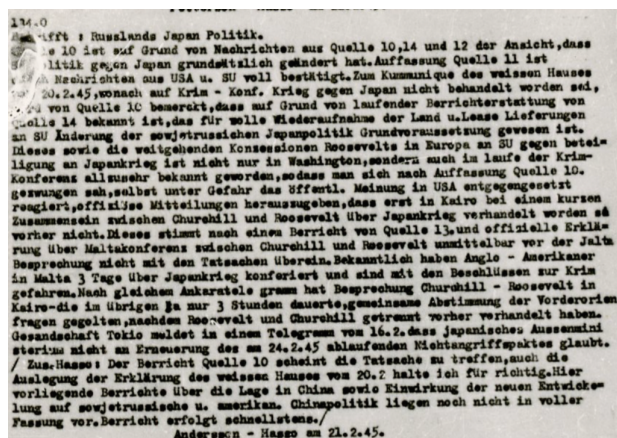 134.0
Betrifft : Russlands Japan Politik.
10 ist auf Grund von Nachrichten aus Quelle 10,14 und 12 der Ansicht,dass
gegen Japan grundsätzlich geändert hat.Auffassung Quelle 11 ist
Nachrichten aus USA u. SU voll bestätigt.Zum Kummunique des weissen Hauses
20.2.45,wonach auf Krim - Konf. Krieg gegen Japan nicht behandelt worden sei,
von Quelle 10 bemerckt,dass auf Grund von laufender Berrichterstattung von
Quelle 14 bekannt ist,das für volle Wiederaufnahme der Land u.Lease Lieferungen
an SU Änderung der sowjetrussichen Japanpolitik Grundvoraussetzung gewesen ist.
Dieses sowie die weitgehenden Konsessionen Roosevelts in Europa an SU gegen betei-
ligung an Japankrieg ist nicht nur in Washington,sondern auch im laufe der Krim-
Konferenz allzusehr bekannt geworden,sodass man sich nach Auffassung Quelle 10.
gezwungen sah,selbst unter Gefahr das öffentl. Meinung in USA entgegengesetzt
reagiert,offiziöse Mitteilungen herauszugeben,dass erst in Kairo bei einem kurzen
Zusammensein zwischen Churchill und Roosevelt über Japankrieg verhandelt worden
vorher nicht.Dieses stimmt nach einem Berricht von Quelle 13.und offizielle Erklä-
rung über Maltakonferenz zwischen Churchill und Roosevelt unmittelbar vor der Jalta
Besprechung nicht mit den Tatsachen überein.Bekanntlich haben Anglo - Amerikaner
in Malta 3 Tage über Japankrieg konferiert und sind mit den Beschlüssen zur Krim
gefahren.Nach gleichem Ankaratele gramm hat Besprechung Churchill - Roosevelt in
Kairo-die im übrigen ja nur 3 Stunden dauerte,gemeinsame Abstimmung der Vorderorien
fragen gegolten,nachdem Roosevelt und Churchill getrennt vorher verhandelt haben.
Gesandschaft Tokio meldet in einem Telegramm vom 16.2.dass japanisches Aussenmini
sterium nicht an Erneuerung des am 24.2.45 ablaufenden Nichtangriffspaktes glaubt.
/ Zus.Hasso: Der Berricht Quelle 10 scheint die Tatsache zu treffen,auch die
Auslegung der Erklärung des weissen Hauses vom 20.2 halte ich für richtig.Hier
vorliegende Berrichte über die Lage in China sowie Einwirkung der neuen Entwicke-
lung auf sowjetrussische u. amerikan. Chinapolitik liegen noch nicht in voller
Fassung vor.Berricht erfolgt schnellstens./
Andersson - Hasso am 21.2.45.